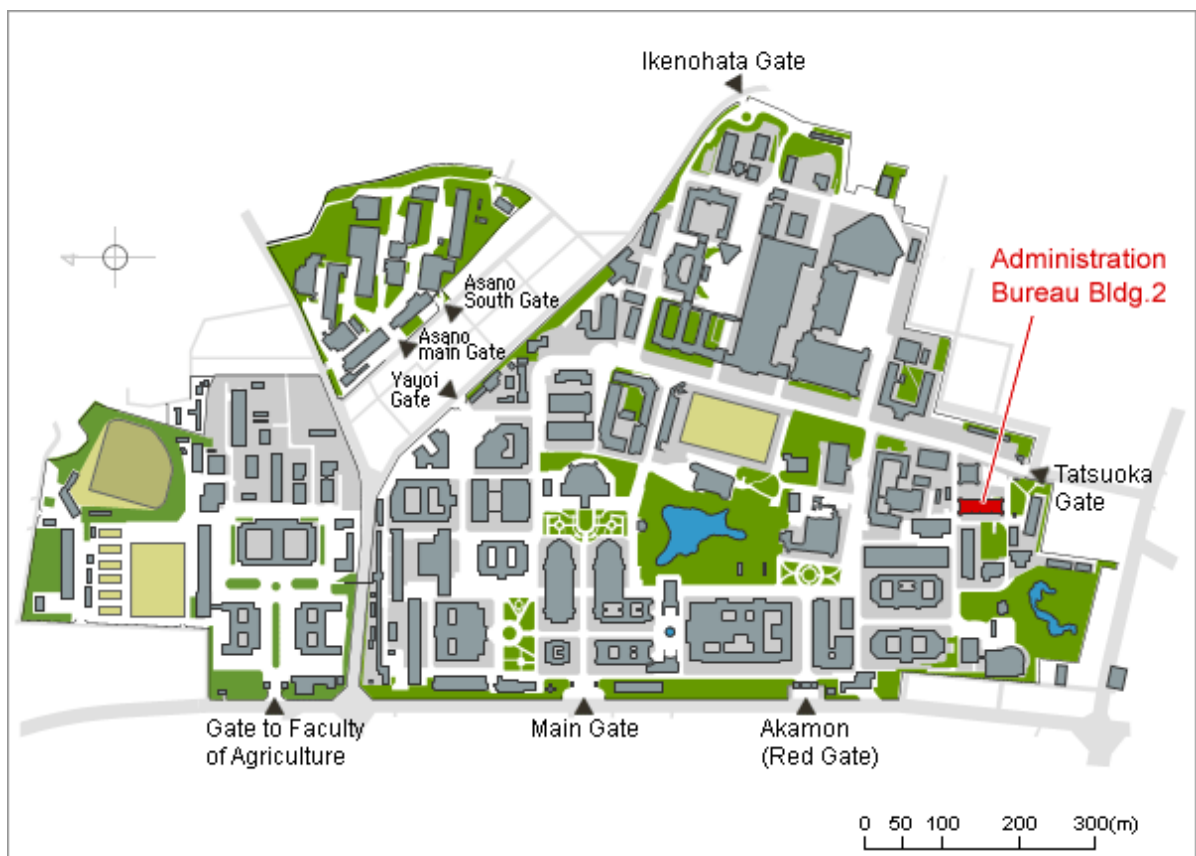 Ikenohata Gate
Administration
Bureau Bldg.2
Asano
South Gate
Asano
main Gate
Yayoi
Gate
Tatsuoka
Gate
Gate to Faculty
of Agriculture
Main Gate
Akamon
(Red Gate)
0 50 100 200 300(m)